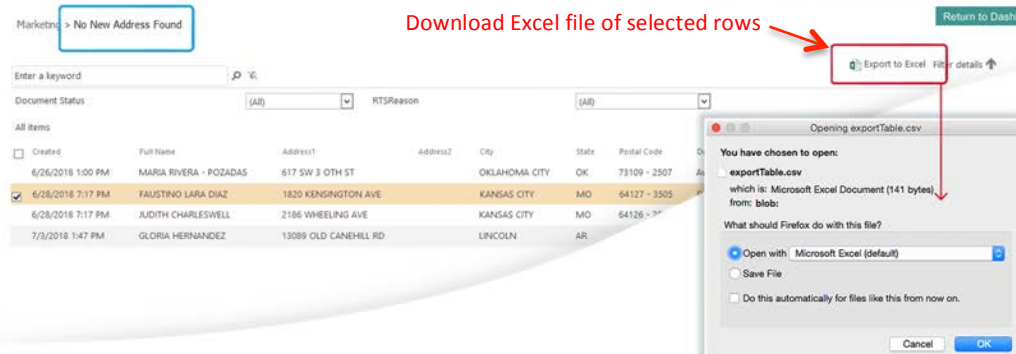 Marketing > No New Address Found
Download Excel file of selected rows
Return to Dash
Export to Excel Filter details
Enter a keyword
Document Status (All) RTSReason (All)
All items
Created Full Name Address1 Address2 City State Postal Code
6/26/2018 1:00 PM MARIA RIVERA - POZADAS 617 SW 3 OTH ST OKLAHOMA CITY OK 73109 - 2507
6/28/2018 7:17 PM FAUSTINO LARA DIAZ 1820 KENSINGTON AVE KANSAS CITY MO 64127 - 3505
6/28/2018 7:17 PM JUDITH CHARLESWELL 2186 WHEELING AVE KANSAS CITY MO 64126 -
7/3/2018 1:47 PM GLORIA HERNANDEZ 13089 OLD CANEHILL RD LINCOLN AR
Opening exportTable.csv
You have chosen to open:
exportTable.csv
which is: Microsoft Excel Document (141 bytes)
from: blob:
What should Firefox do with this file?
Open with Microsoft Excel (default)
Save File
Do this automatically for files like this from now on.
Cancel OK